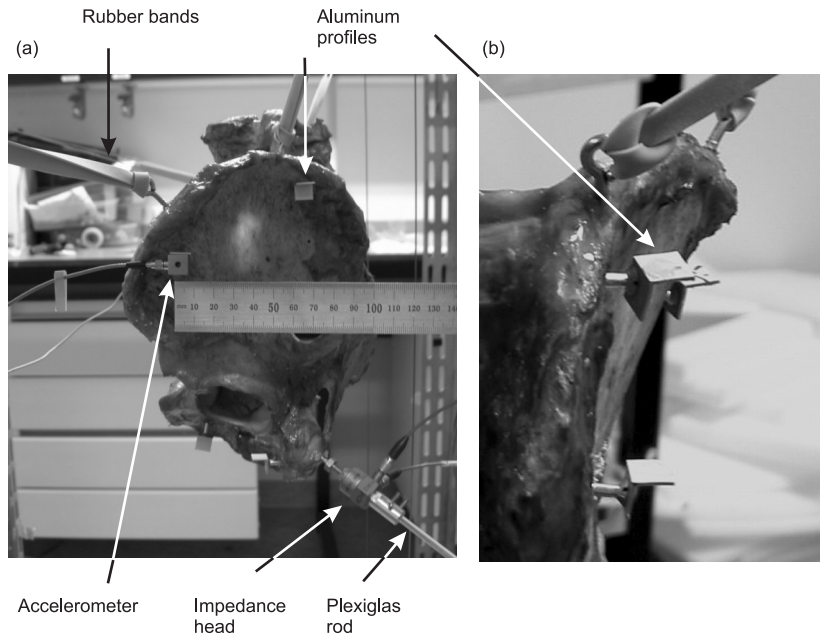 Rubber bands
Aluminum
profiles
(a)
(b)
mm 10 20 30 40 50 60 70 80 90 100 110 120 130
Accelerometer
Impedance
head
Plexiglas
rod